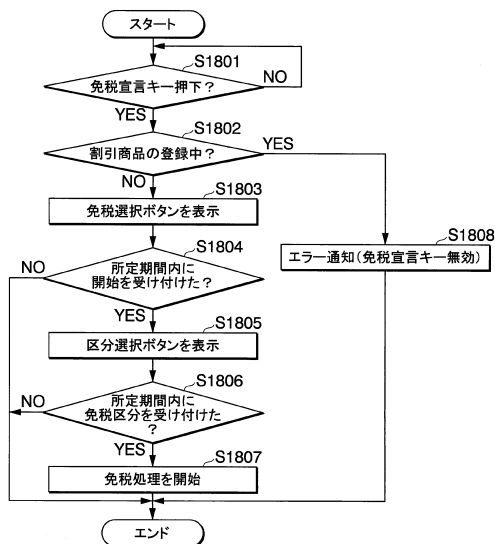 スタート
S1801
免税宣言キー押下?
NO
YES
S1802
割引商品の登録中?
YES
NO
S1803
免税選択ボタンを表示
S1808
エラー通知(免税宣言キー無効)
S1804
NO
所定期間内に
開始を受け付けた?
YES
S1805
区分選択ボタンを表示
S1806
NO
所定期間内に
免税区分を受け付けた
?
YES
S1807
免税処理を開始
エンド